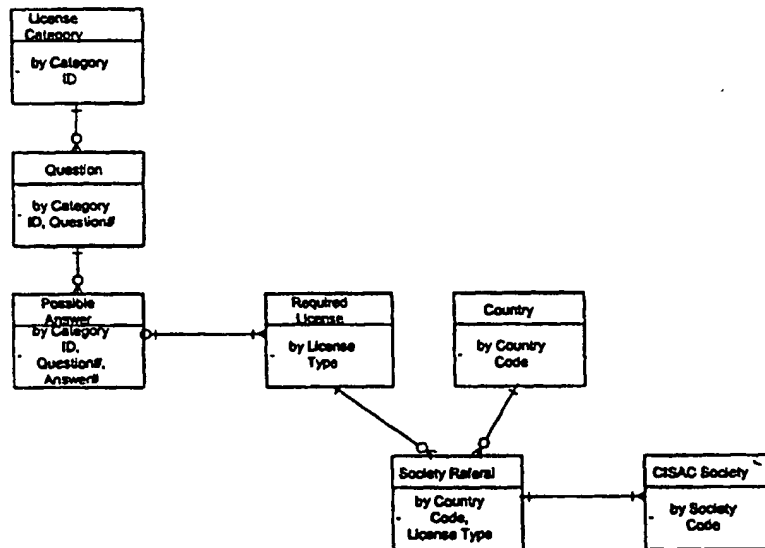 License
Category
by Category
ID
Question
by Category
ID, Question#
Possible
Answer
by Category
ID,
Question#,
Answer#
Required
License
by License
Type
Country
by Country
Code
Society Referal
by Country
Code,
License Type
CISAC Society
by Society
Code